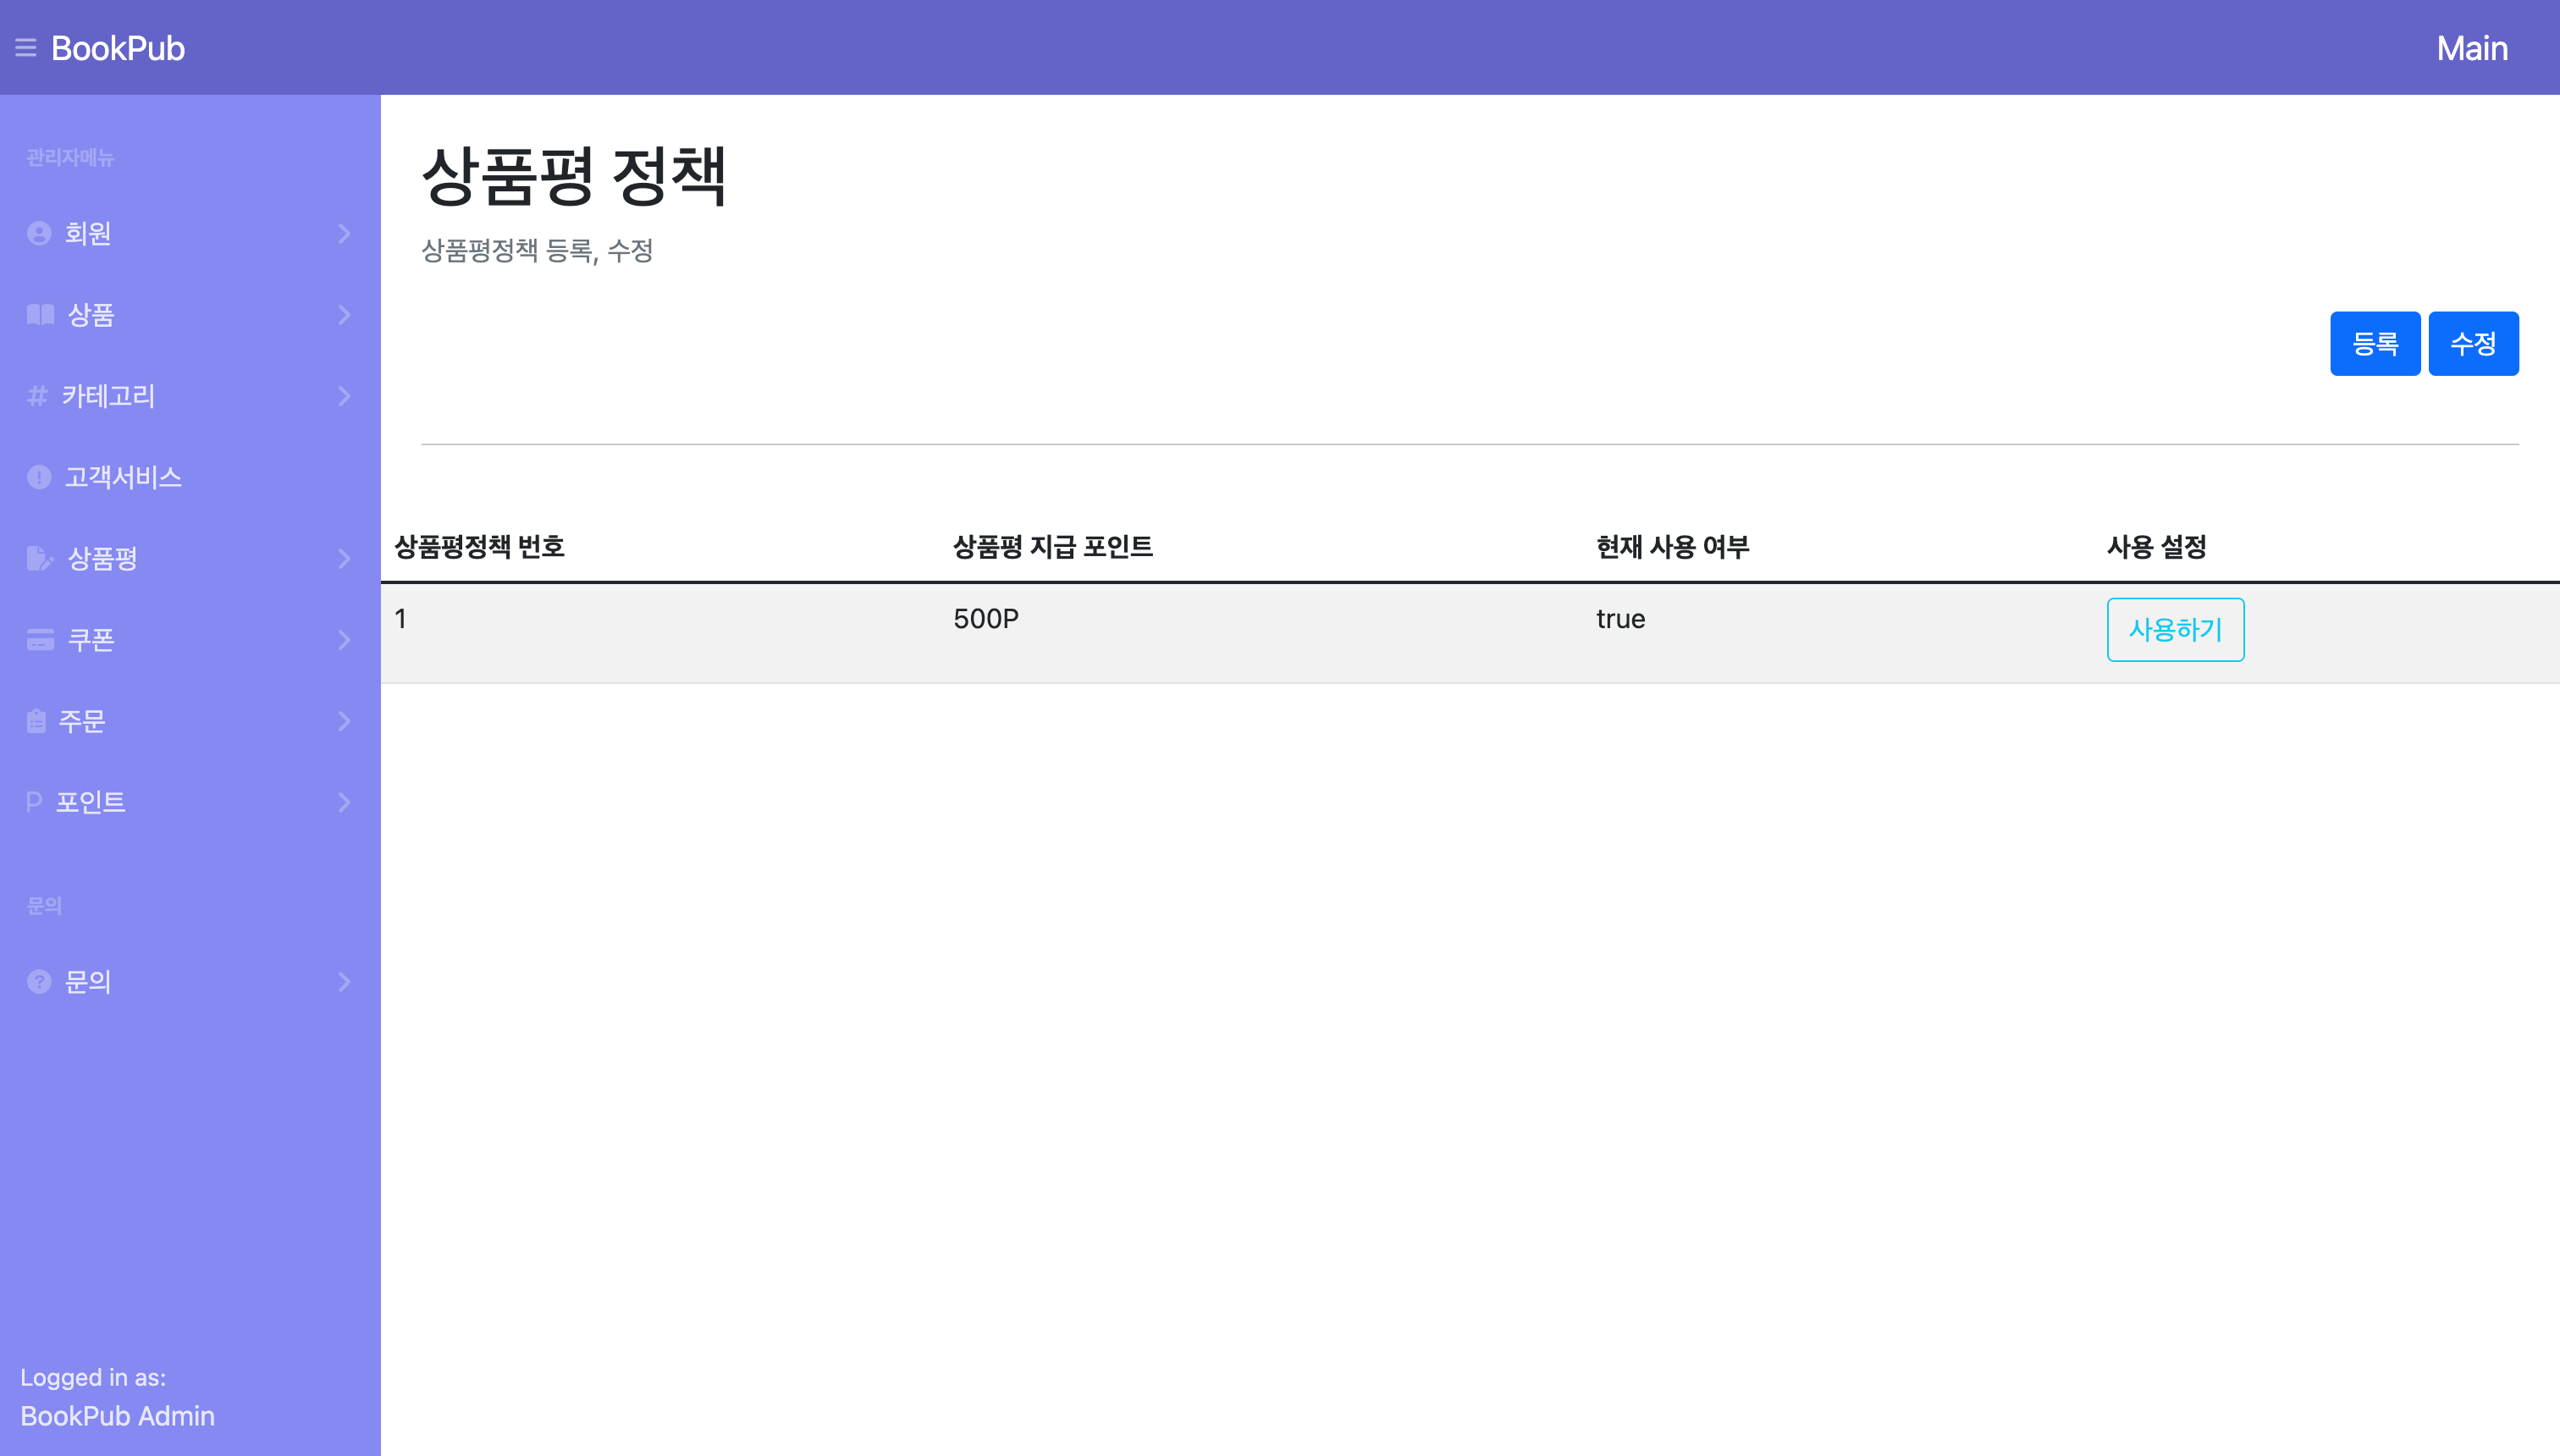 BookPub
Main
관리자메뉴
회원
상품
카테고리
고객서비스
상품평
쿠폰
주문
P 포인트
문의
문의
Logged in as:
BookPub Admin
상품평 정책
상품평정책 등록, 수정
등록 수정
상품평정책 번호 상품평 지급 포인트 현재 사용 여부 사용 설정
1 500P true 사용하기